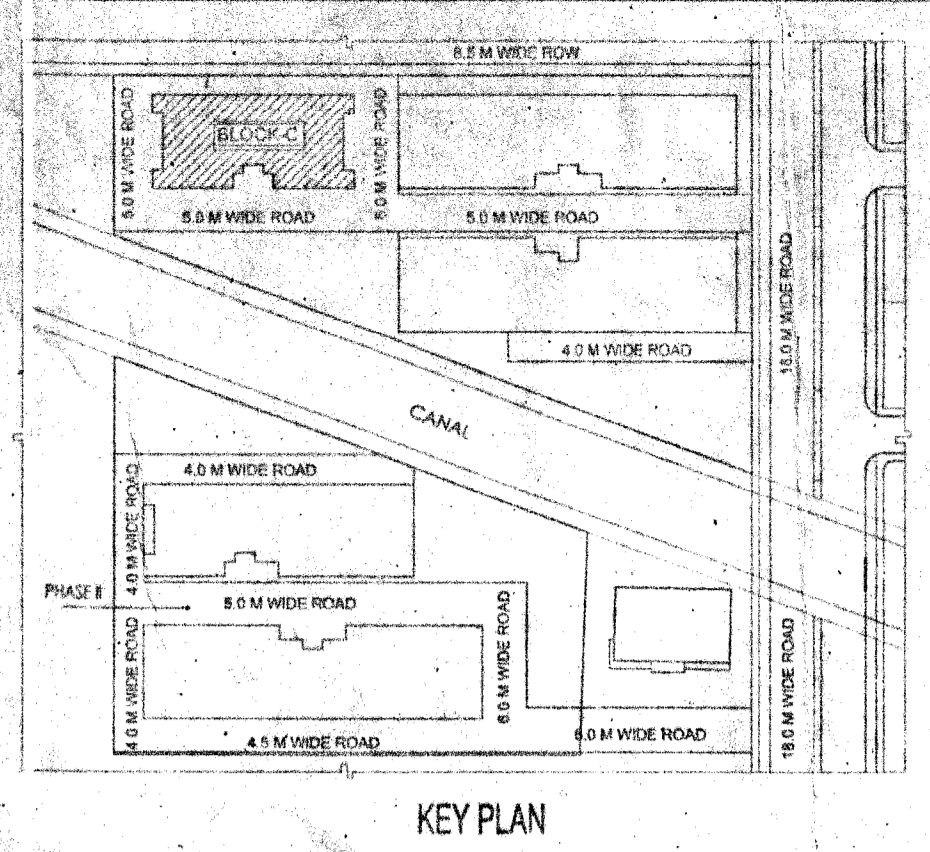 8.5 M WIDE ROW
5.0 M WIDE ROAD
BLOCK-C
5.0 M WIDE ROAD
5.0 M WIDE ROAD
5.0 M WIDE ROAD
18.0 M WIDE ROAD
4.0 M WIDE ROAD
CANAL
4.0 M WIDE ROAD
4.0 M WIDE ROAD
PHASE II
5.0 M WIDE ROAD
4.0 M WIDE ROAD
6.0 M WIDE ROAD
18.0 M WIDE ROAD
4.5 M WIDE ROAD
6.0 M WIDE ROAD
KEY PLAN